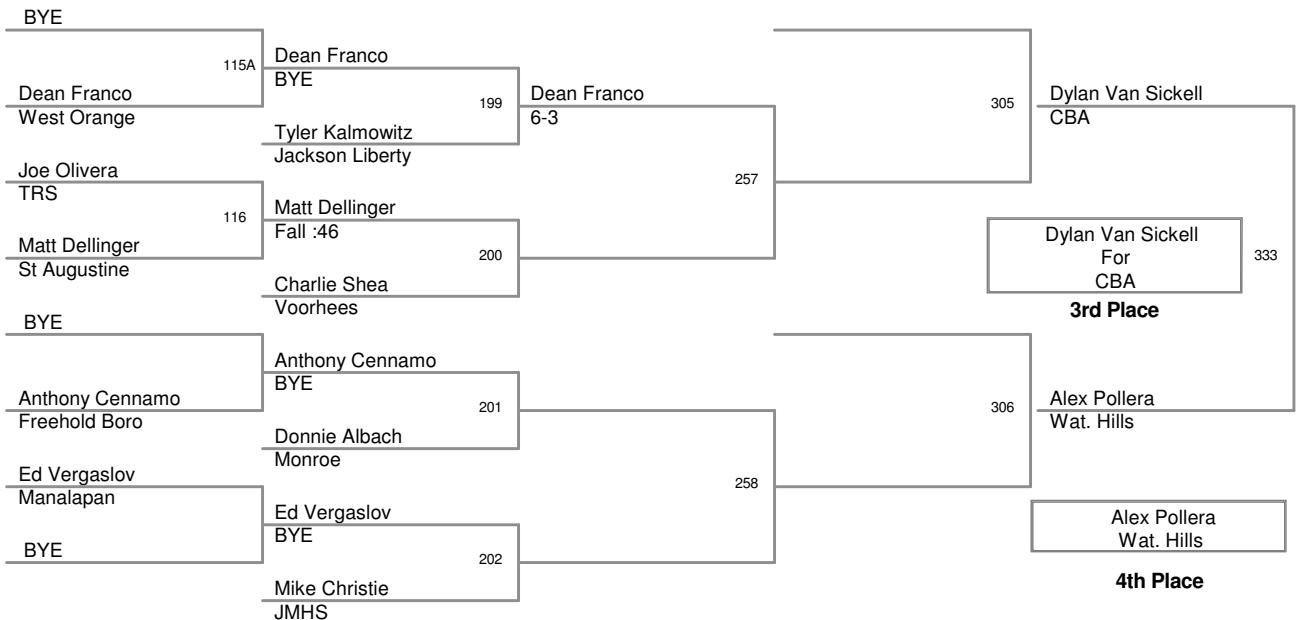 BYE
115A
Dean Franco
West Orange
Joe Olivera
TRS
116
Matt Dellinger
St Augustine
BYE
Anthony Cennamo
Freehold Boro
Ed Vergaslov
Manalapan
BYE
Dean Franco
BYE
199
Tyler Kalmowitz
Jackson Liberty
Matt Dellinger
Fall :46
200
Charlie Shea
Voorhees
Anthony Cennamo
BYE
201
Donnie Albach
Monroe
Ed Vergaslov
BYE
202
Mike Christie
JMHS
Dean Franco
6-3
257
258
305
306
Dylan Van Sickell
CBA
Dylan Van Sickell
For
CBA
333
3rd Place
Alex Pollera
Wat. Hills
Alex Pollera
Wat. Hills
4th Place